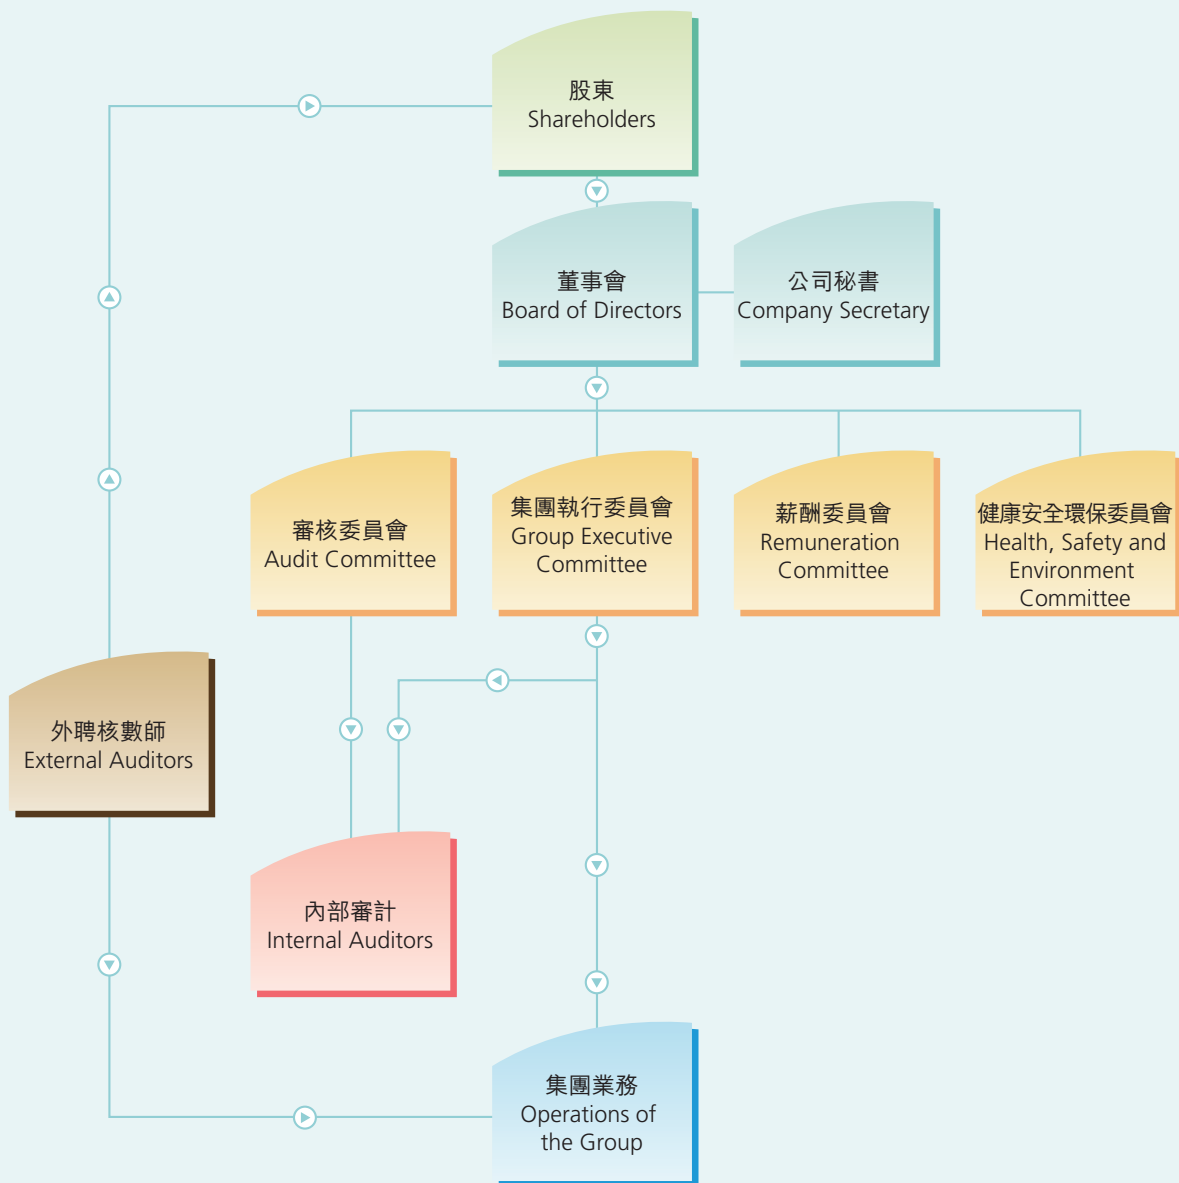 股東
Shareholders
董事會
Board of Directors
公司秘書
Company Secretary
審核委員會
Audit Committee
集團執行委員會
Group Executive
Committee
薪酬委員會
Remuneration
Committee
健康安全環保委員會
Health, Safety and
Environment
Committee
外聘核數師
External Auditors
內部審計
Internal Auditors
集團業務
Operations of
the Group